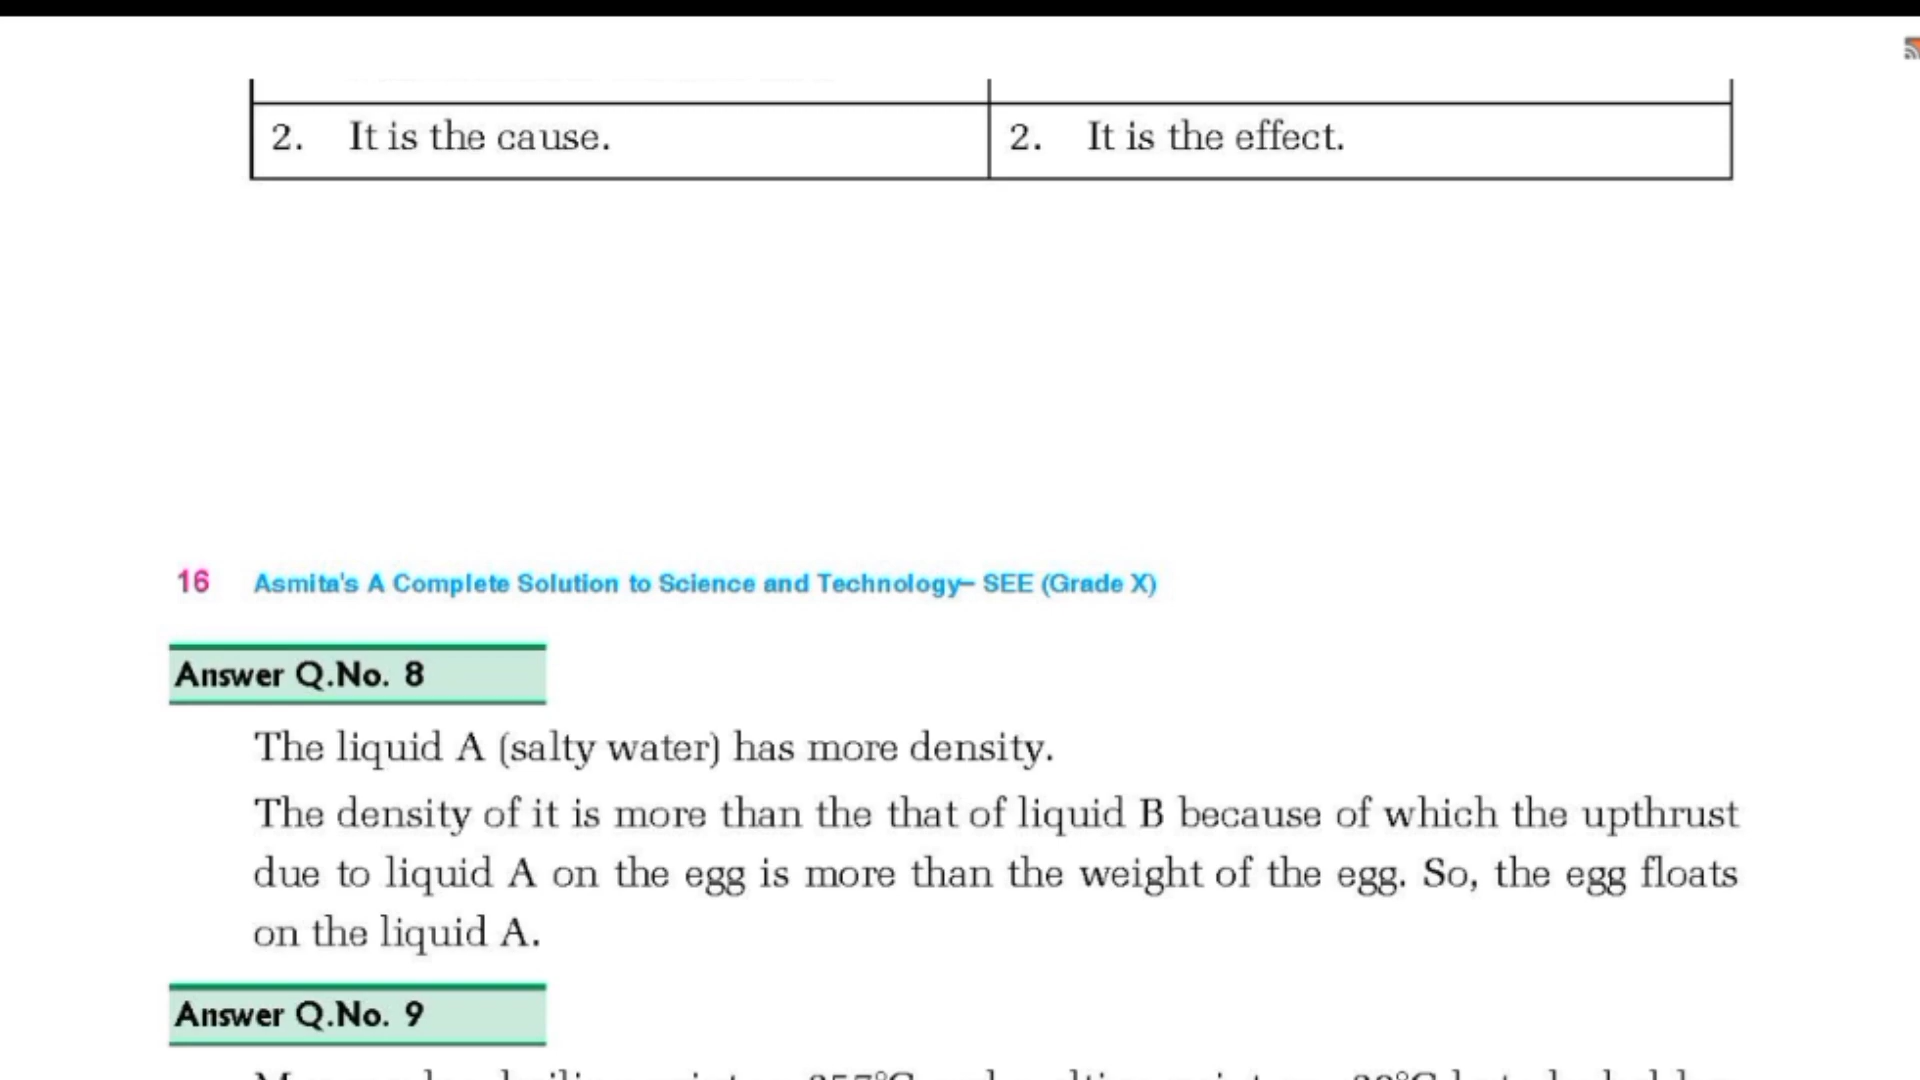 2. It is the cause. 2. It is the effect.
16 Asmita's A Complete Solution to Science and Technology– SEE (Grade X)
Answer Q.No. 8
The liquid A (salty water) has more density.
The density of it is more than the that of liquid B because of which the upthrust
due to liquid A on the egg is more than the weight of the egg. So, the egg floats
on the liquid A.
Answer Q.No. 9